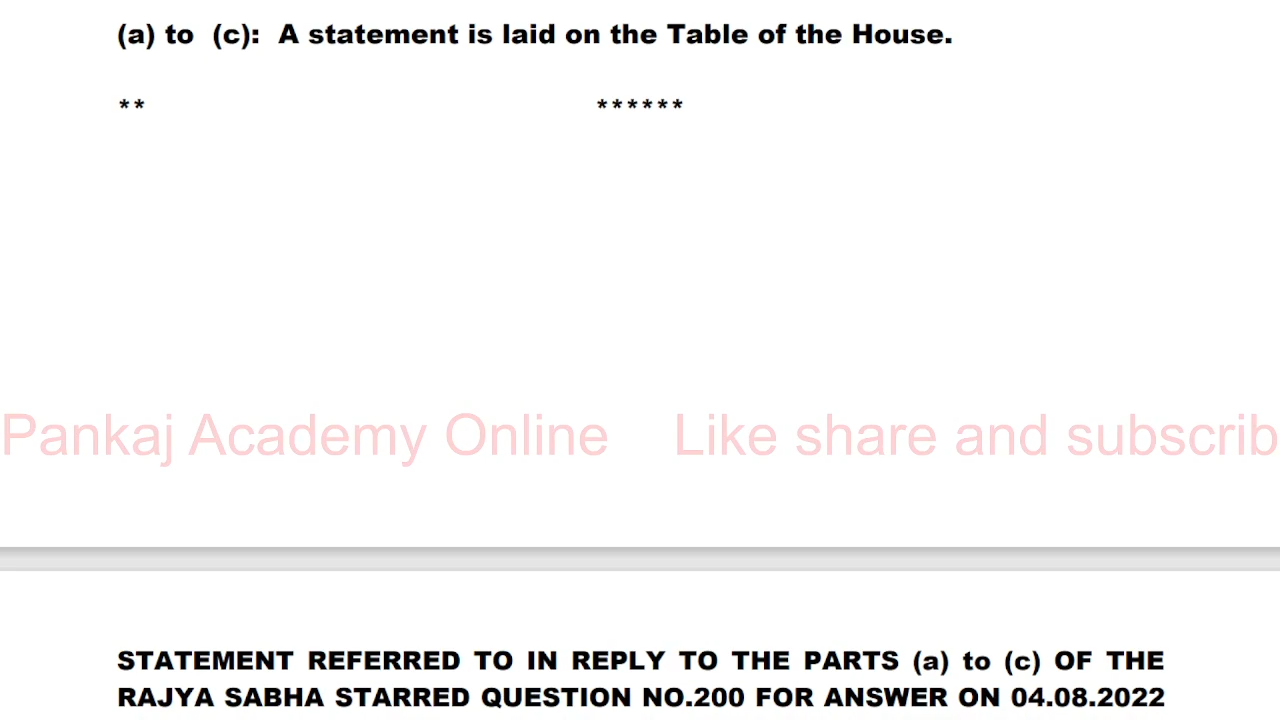 (a) to (c): A statement is laid on the Table of the House.
** ******
Pankaj Academy Online Like share and subscrib
STATEMENT REFERRED TO IN REPLY TO THE PARTS (a) to (c) OF THE
RAJYA SABHA STARRED QUESTION NO.200 FOR ANSWER ON 04.08.2022